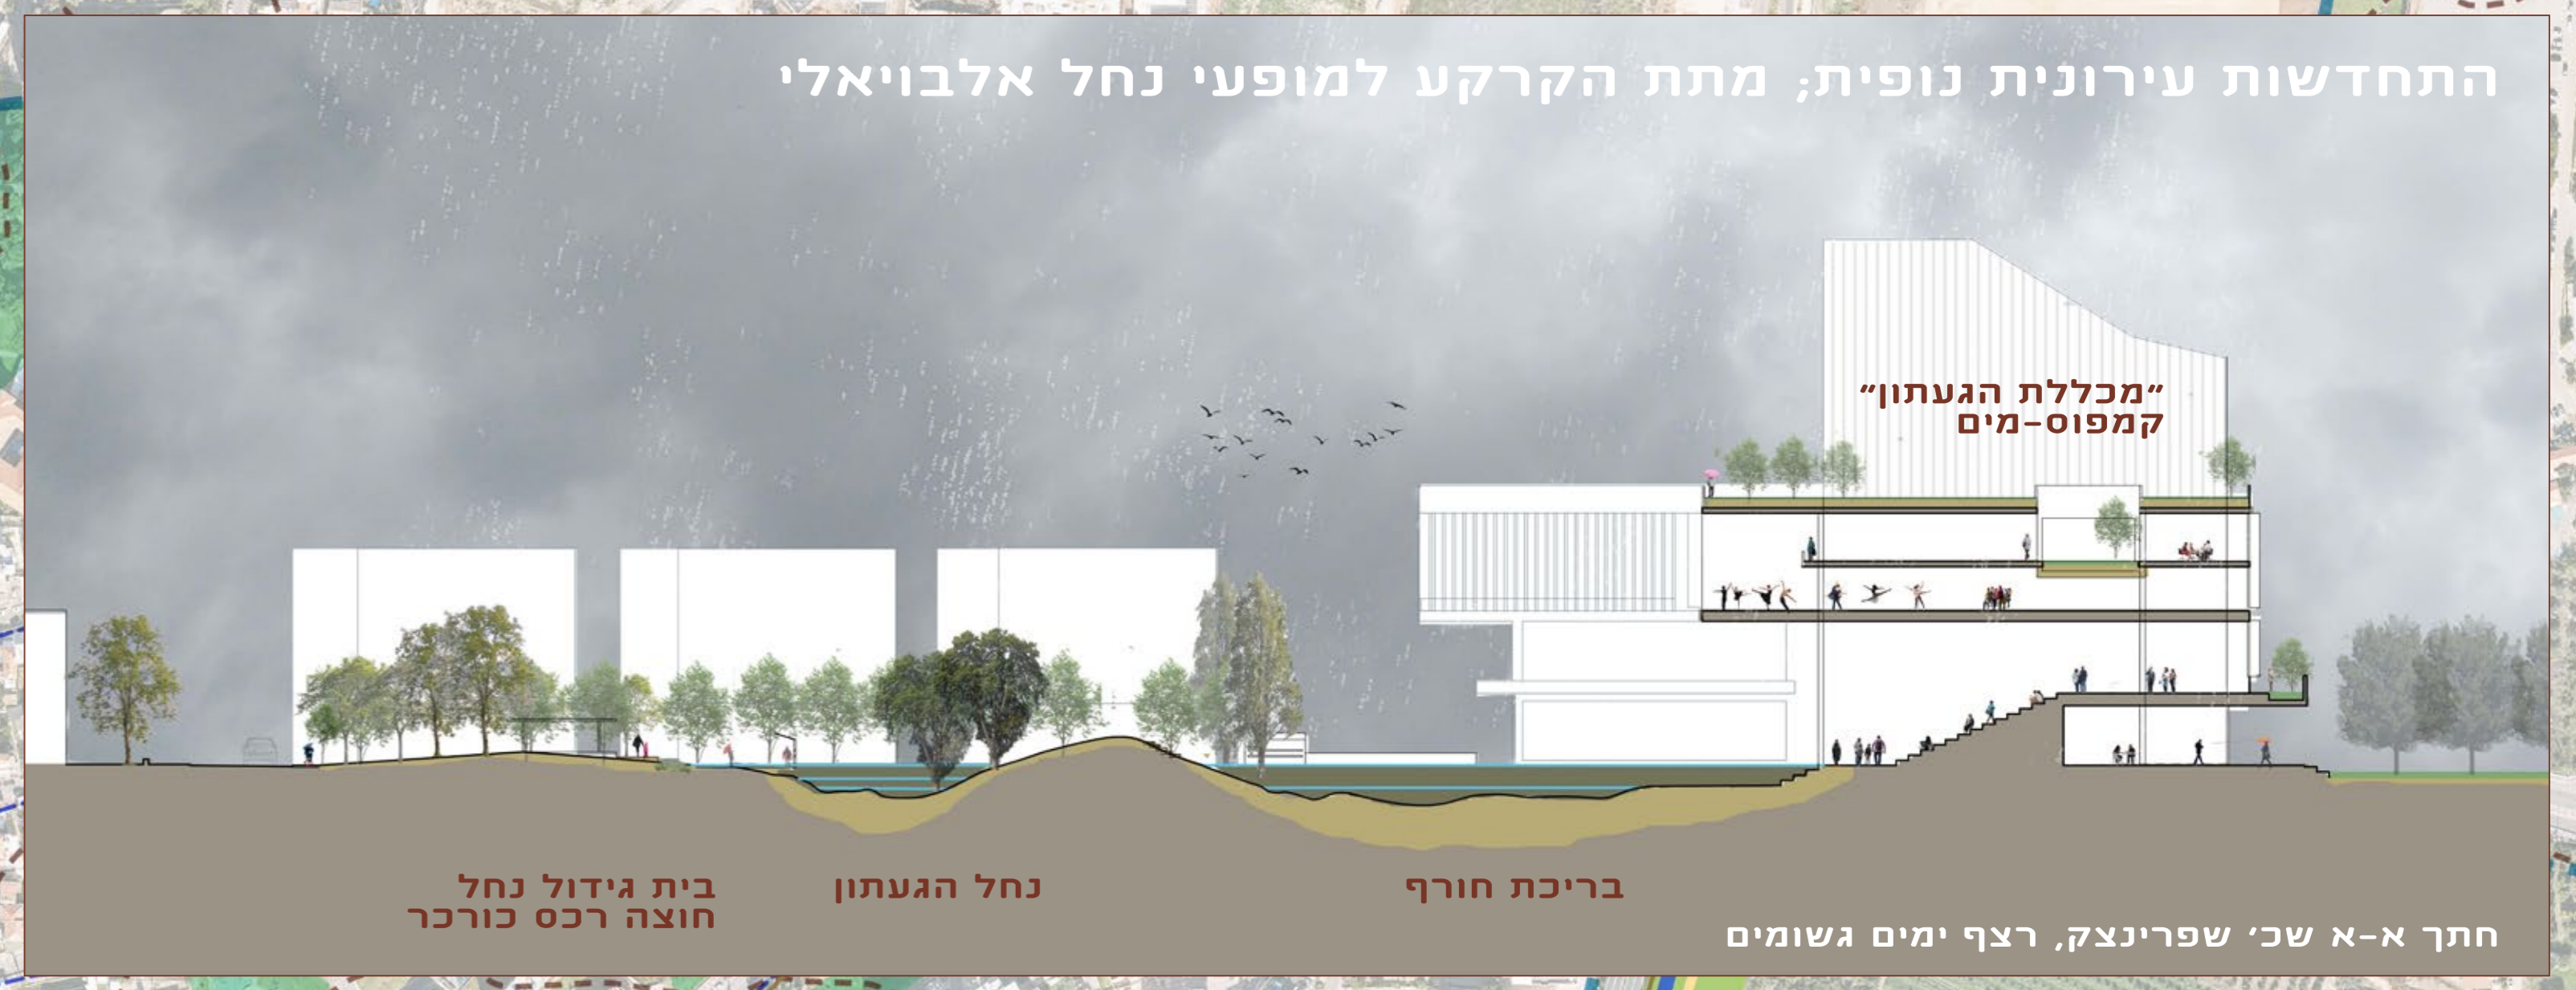 התחדשות עירונית נופית; מתת הקרקע למופעי נחל אלבויאלי
״מכללת הגעתון״
קמפוס-מים
בית גידול נחל
חוצה רכס כורכר
נחל הגעתון
בריכת חורף
חתך א-א שכ׳ שפרינצק, רצף ימים גשומים